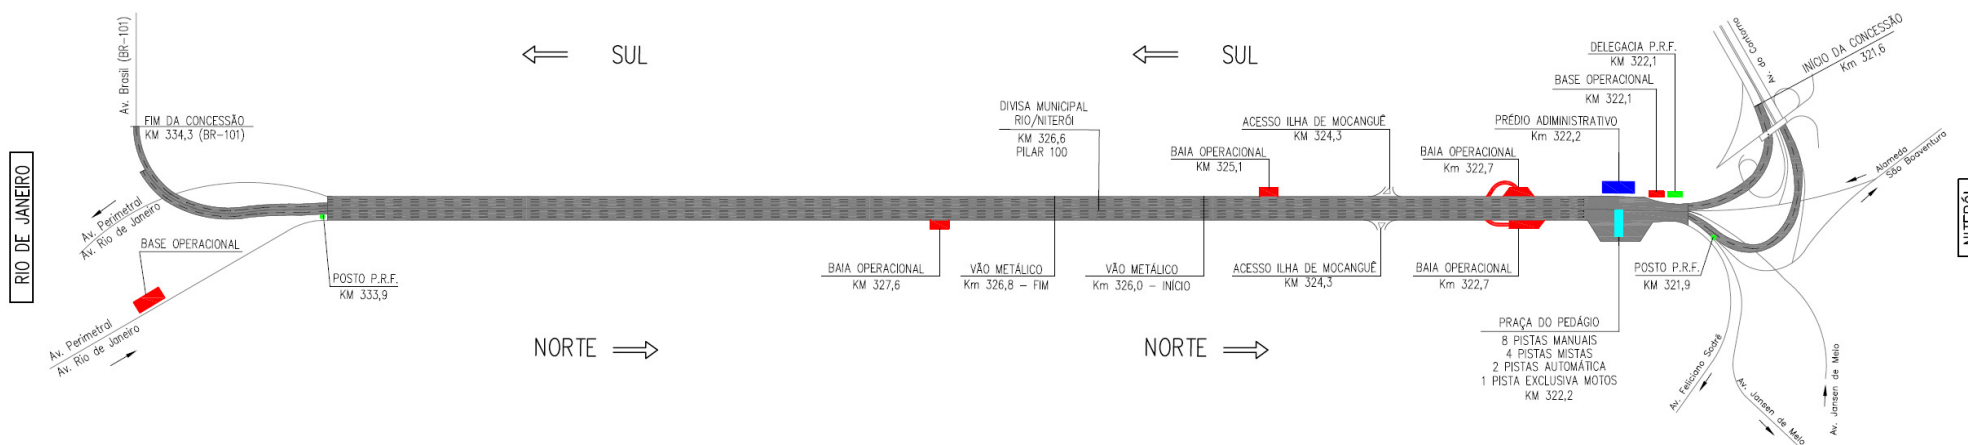 RIO DE JANEIRO
Av. Brasil (BR-101)
FIM DA CONCESSÃO
KM 334,3 (BR-101)
Av. Perimetral
Av. Rio de Janeiro
BASE OPERACIONAL
Av. Perimetral
Av. Rio de Janeiro
POSTO P.R.F.
KM 333,9
SUL
NORTE
BAIA OPERACIONAL
KM 327,6
VÃO METÁLICO
Km 326,8 – FIM
DIVISA MUNICIPAL
RIO/NITERÓI
KM 326,6
PILAR 100
VÃO METÁLICO
Km 326,0 – INÍCIO
SUL
NORTE
BAIA OPERACIONAL
KM 325,1
ACESSO ILHA DE MOCANGUÊ
KM 324,3
ACESSO ILHA DE MOCANGUÊ
KM 324,3
BAIA OPERACIONAL
Km 322,7
BAIA OPERACIONAL
Km 322,7
DELEGACIA P.R.F.
KM 322,1
BASE OPERACIONAL
KM 322,1
PRÉDIO ADIMINISTRATIVO
Km 322,2
PRAÇA DO PEDÁGIO
8 PISTAS MANUAIS
4 PISTAS MISTAS
2 PISTAS AUTOMÁTICA
1 PISTA EXCLUSIVA MOTOS
KM 322,2
POSTO P.R.F.
KM 321,9
Av. do Contorno
INÍCIO DA CONCESSÃO
Km 321,6
Alameda
São Boaventura
Av. Feliciano Sodré
Av. Jansen de Melo
Av. Jansen de Melo
NITERÓI